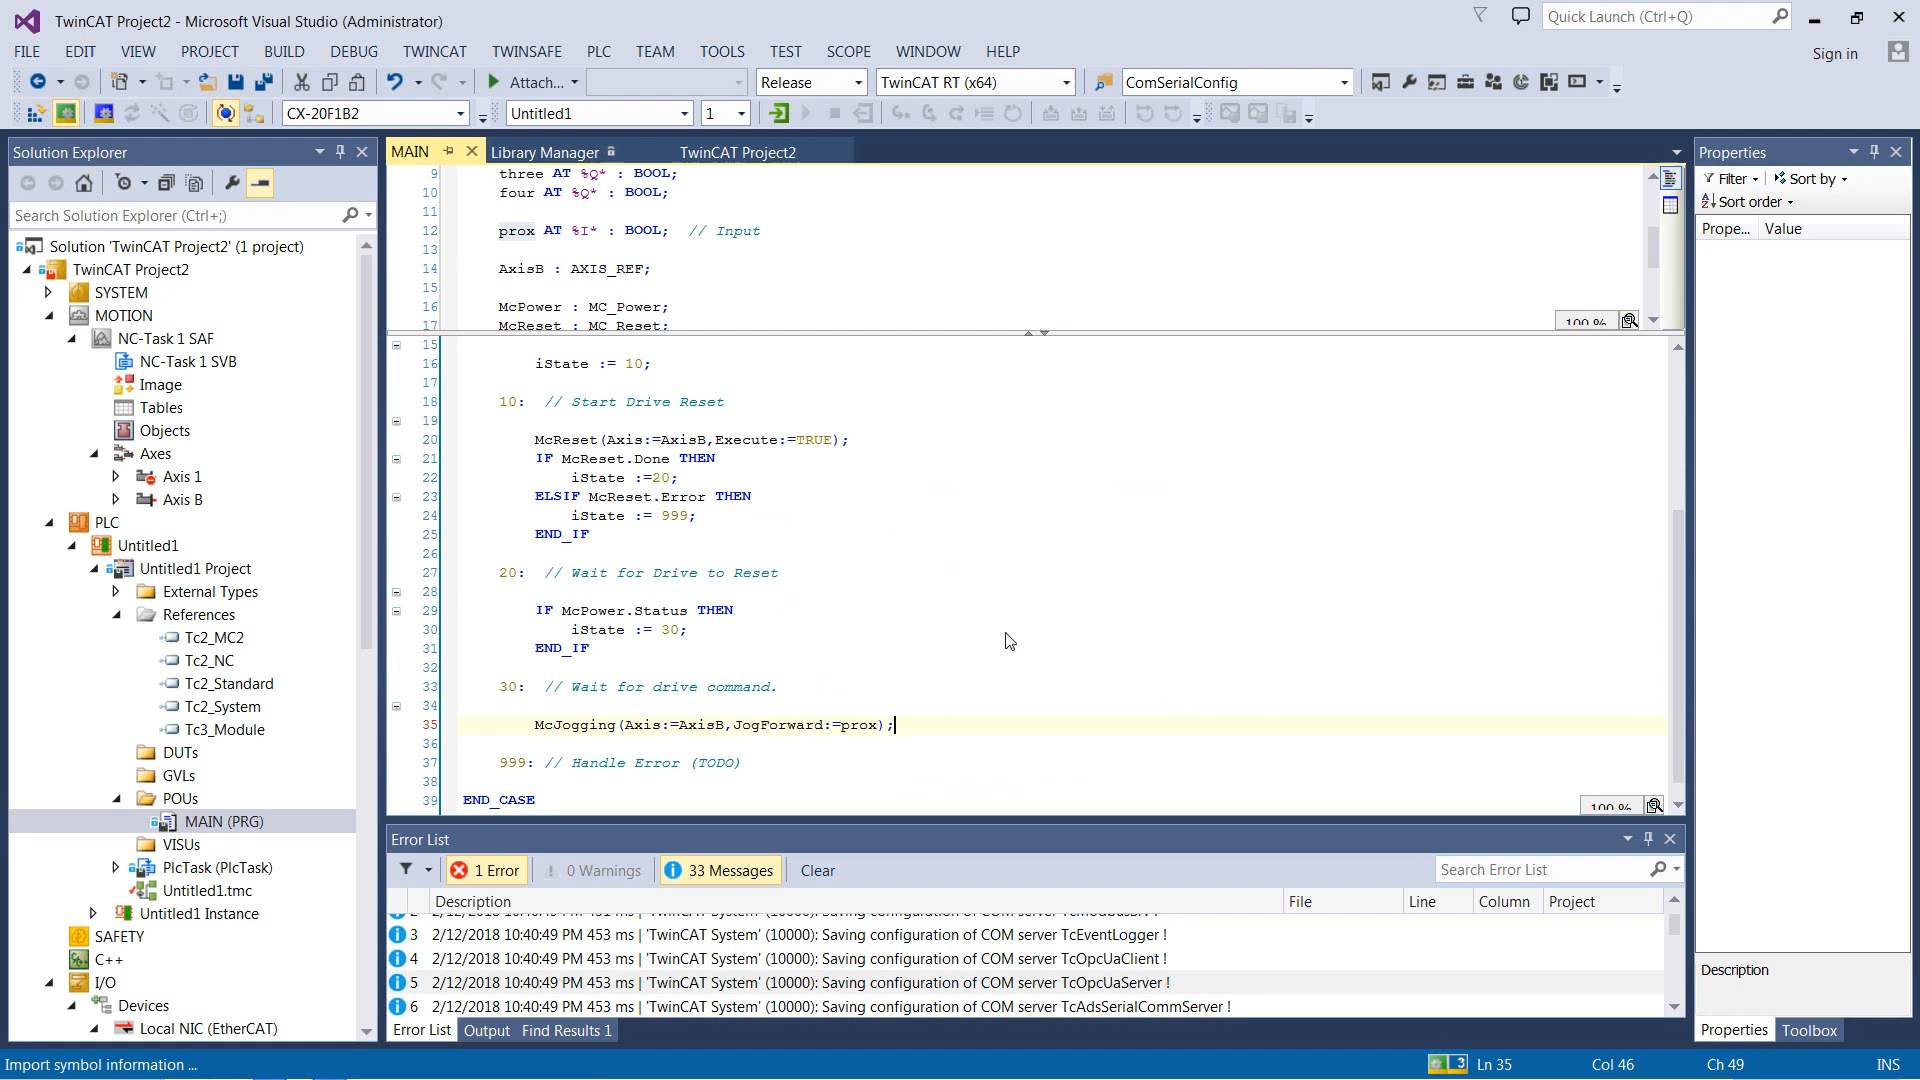 TwinCAT Project2 - Microsoft Visual Studio (Administrator)
Quick Launch (Ctrl+Q)
FILE EDIT VIEW PROJECT BUILD DEBUG TWINCAT TWINSAFE PLC TEAM TOOLS TEST SCOPE WINDOW HELP
Sign in
Attach... Release TwinCAT RT (x64) ComSerialConfig
CX-20F1B2 Untitled1 1
Solution Explorer
Search Solution Explorer (Ctrl+;)
Solution 'TwinCAT Project2' (1 project)
TwinCAT Project2
SYSTEM
MOTION
NC-Task 1 SAF
NC-Task 1 SVB
Image
Tables
Objects
Axes
Axis 1
Axis B
PLC
Untitled1
Untitled1 Project
External Types
References
Tc2_MC2
Tc2_NC
Tc2_Standard
Tc2_System
Tc3_Module
DUTs
GVLs
POUs
MAIN (PRG)
VISUs
PlcTask (PlcTask)
Untitled1.tmc
Untitled1 Instance
SAFETY
C++
I/O
Devices
Local NIC (EtherCAT)
MAIN Library Manager TwinCAT Project2
9 three AT %Q* : BOOL;
10 four AT %Q* : BOOL;
11
12 prox AT %I* : BOOL; // Input
13
14 AxisB : AXIS_REF;
15
16 McPower : MC_Power;
17 McReset : MC_Reset;
100 %
15
16 iState := 10;
17
18 10: // Start Drive Reset
19
20 McReset(Axis:=AxisB,Execute:=TRUE);
21 IF McReset.Done THEN
22 iState :=20;
23 ELSIF McReset.Error THEN
24 iState := 999;
25 END_IF
26
27 20: // Wait for Drive to Reset
28
29 IF McPower.Status THEN
30 iState := 30;
31 END_IF
32
33 30: // Wait for drive command.
34
35 McJogging(Axis:=AxisB,JogForward:=prox);
36
37 999: // Handle Error (TODO)
38
39 END_CASE
100 %
Error List
1 Error 0 Warnings 33 Messages Clear
Search Error List
Description File Line Column Project
3 2/12/2018 10:40:49 PM 453 ms | 'TwinCAT System' (10000): Saving configuration of COM server TcEventLogger !
4 2/12/2018 10:40:49 PM 453 ms | 'TwinCAT System' (10000): Saving configuration of COM server TcOpcUaClient !
5 2/12/2018 10:40:49 PM 453 ms | 'TwinCAT System' (10000): Saving configuration of COM server TcOpcUaServer !
6 2/12/2018 10:40:49 PM 453 ms | 'TwinCAT System' (10000): Saving configuration of COM server TcAdsSerialCommServer !
Error List Output Find Results 1
Properties
Filter Sort by
Sort order
Prope... Value
Description
Properties Toolbox
Import symbol information ...
3 Ln 35 Col 46 Ch 49 INS